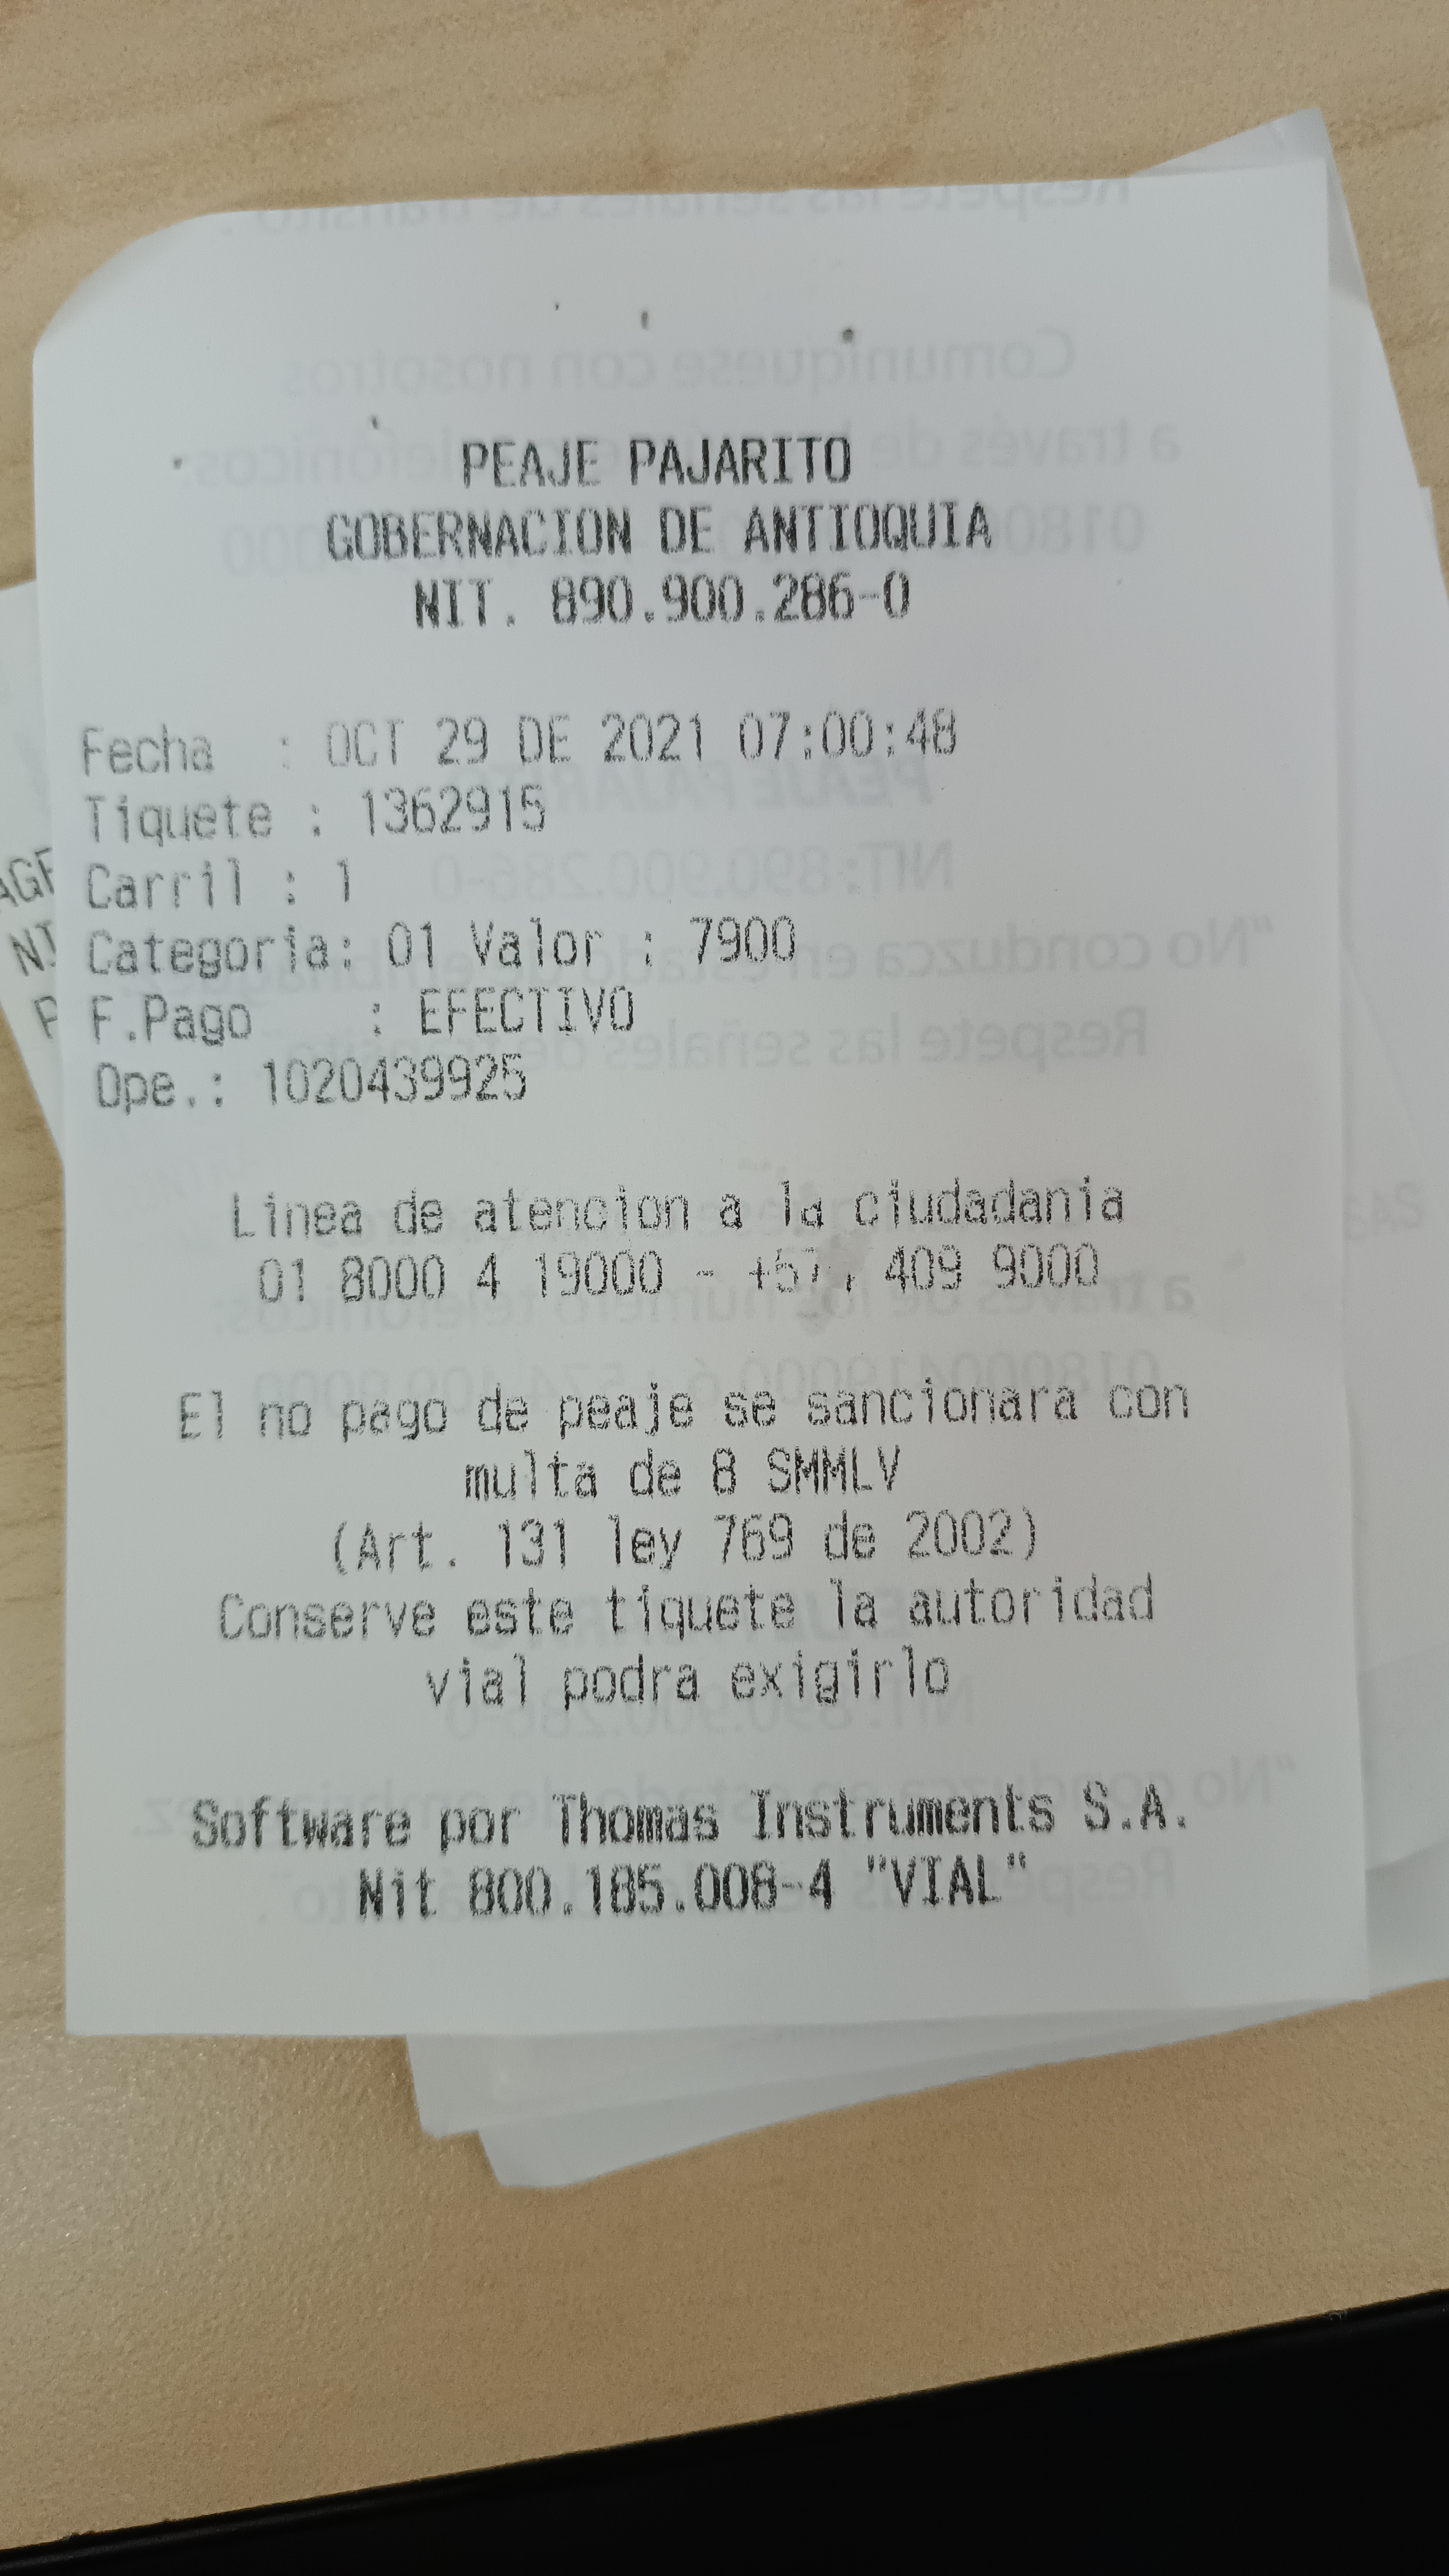 PEAJE PAJARITO
GOBERNACION DE ANTIOQUIA
NIT. 890.900.286-0
Fecha : OCT 29 DE 2021 07:00:48
Tiquete : 1362915
Carril : 1
Categoria: 01 Valor : 7900
F.Pago : EFECTIVO
Ope.: 1020439925
Linea de atencion a la ciudadania
01 8000 4 19000 - +57 409 9000
El no pago de peaje se sancionara con
multa de 8 SMMLV
(Art. 131 ley 769 de 2002)
Conserve este tiquete la autoridad
vial podra exigirlo
Software por Thomas Instruments S.A.
Nit 800.185.008-4 "VIAL"